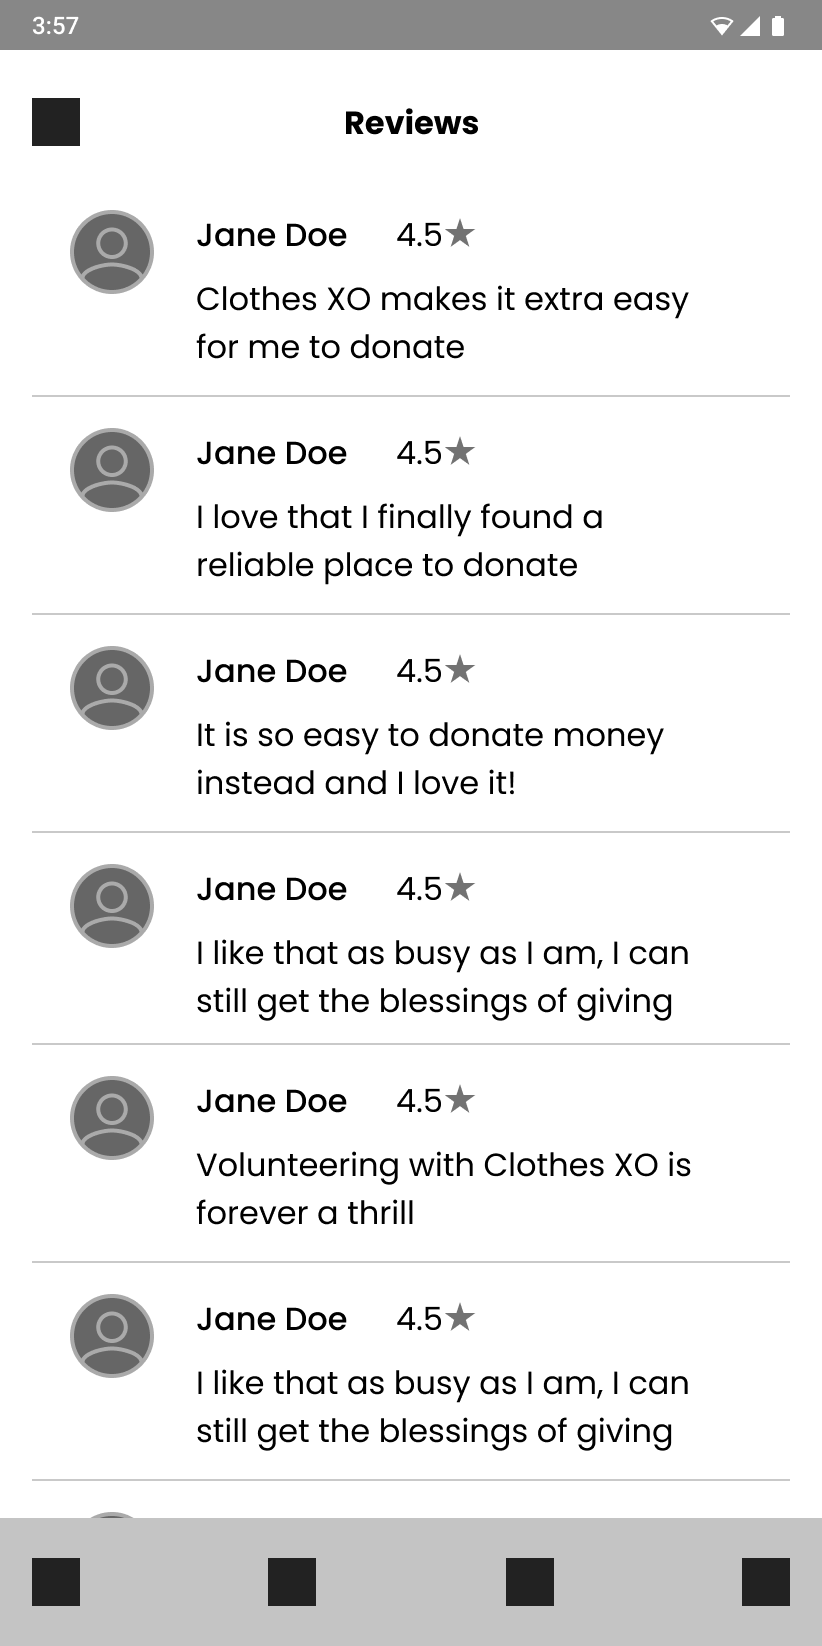 3:57
Reviews
Jane Doe 4.5★
Clothes XO makes it extra easy
for me to donate
Jane Doe 4.5★
I love that I finally found a
reliable place to donate
Jane Doe 4.5★
It is so easy to donate money
instead and I love it!
Jane Doe 4.5★
I like that as busy as I am, I can
still get the blessings of giving
Jane Doe 4.5★
Volunteering with Clothes XO is
forever a thrill
Jane Doe 4.5★
I like that as busy as I am, I can
still get the blessings of giving